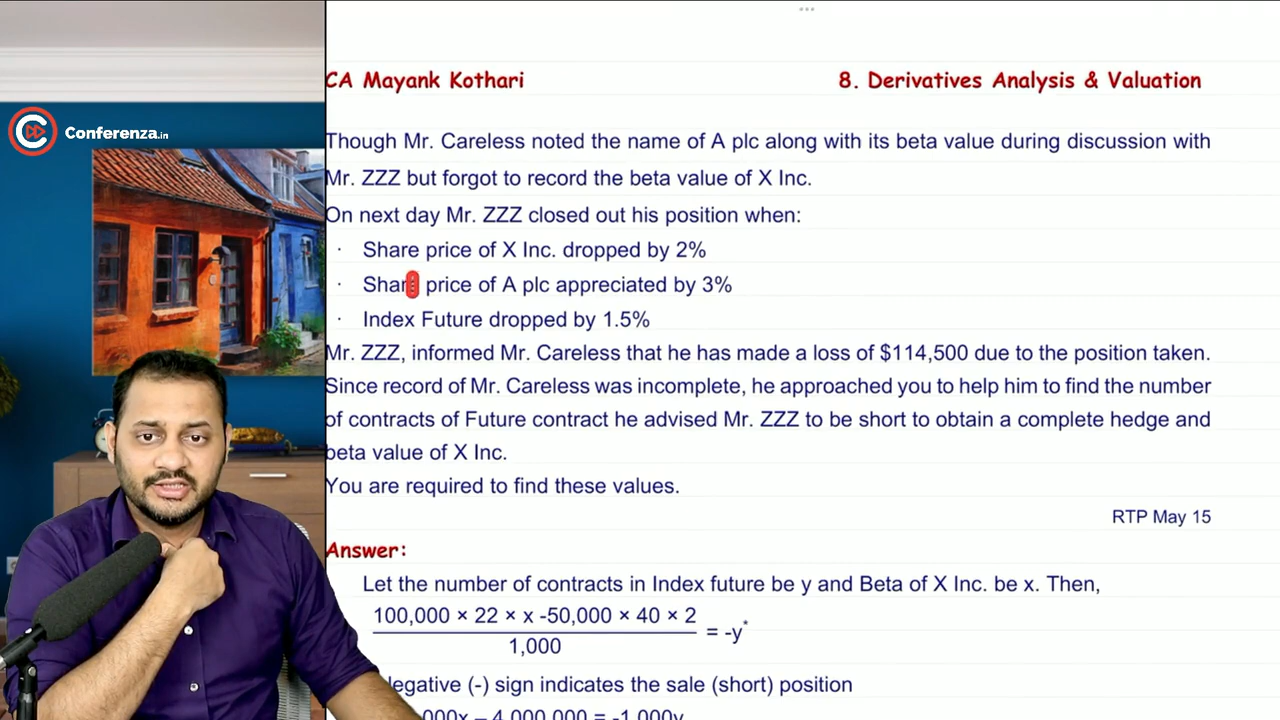 CA Mayank Kothari
8. Derivatives Analysis & Valuation
Conferenza.in
Though Mr. Careless noted the name of A plc along with its beta value during discussion with
Mr. ZZZ but forgot to record the beta value of X Inc.
On next day Mr. ZZZ closed out his position when:
· Share price of X Inc. dropped by 2%
· Share price of A plc appreciated by 3%
· Index Future dropped by 1.5%
Mr. ZZZ, informed Mr. Careless that he has made a loss of $114,500 due to the position taken.
Since record of Mr. Careless was incomplete, he approached you to help him to find the number
of contracts of Future contract he advised Mr. ZZZ to be short to obtain a complete hedge and
beta value of X Inc.
You are required to find these values.
RTP May 15
Answer:
Let the number of contracts in Index future be y and Beta of X Inc. be x. Then,
100,000 × 22 × x -50,000 × 40 × 2
= -y*
1,000
(-) sign indicates the sale (short) position
000x – 4,000,000 = -1,000y